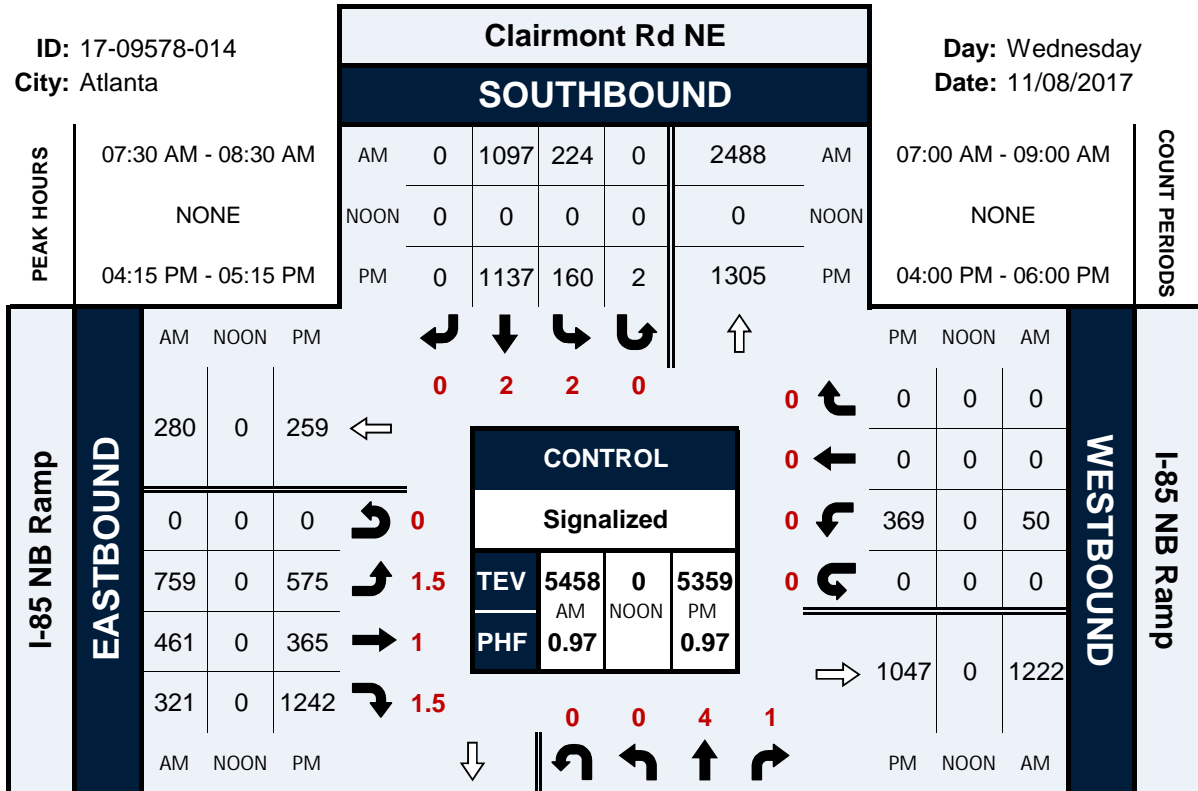 Clairmont Rd NE
ID: 17-09578-014
Day: Wednesday
City: Atlanta
Date: 11/08/2017
SOUTHBOUND
PEAK HOURS
07:30 AM - 08:30 AM
AM 0 1097 224 0 2488 AM
07:00 AM - 09:00 AM
COUNT PERIODS
NONE
NOON 0 0 0 0 0 NOON
NONE
04:15 PM - 05:15 PM
PM 0 1137 160 2 1305 PM
04:00 PM - 06:00 PM
I-85 NB Ramp
EASTBOUND
AM NOON PM
PM NOON AM
0 2 2 0
280 0 259
0 0 0 0
0 0 0 0
0 369 0 50
0 0 0 0
WESTBOUND
I-85 NB Ramp
CONTROL
Signalized
TEV 5458 0 5359
AM NOON PM
PHF 0.97 0.97
0 0 0 0
759 0 575 1.5
461 0 365 1
321 0 1242 1.5
1047 0 1222
0 0 4 1
AM NOON PM
PM NOON AM